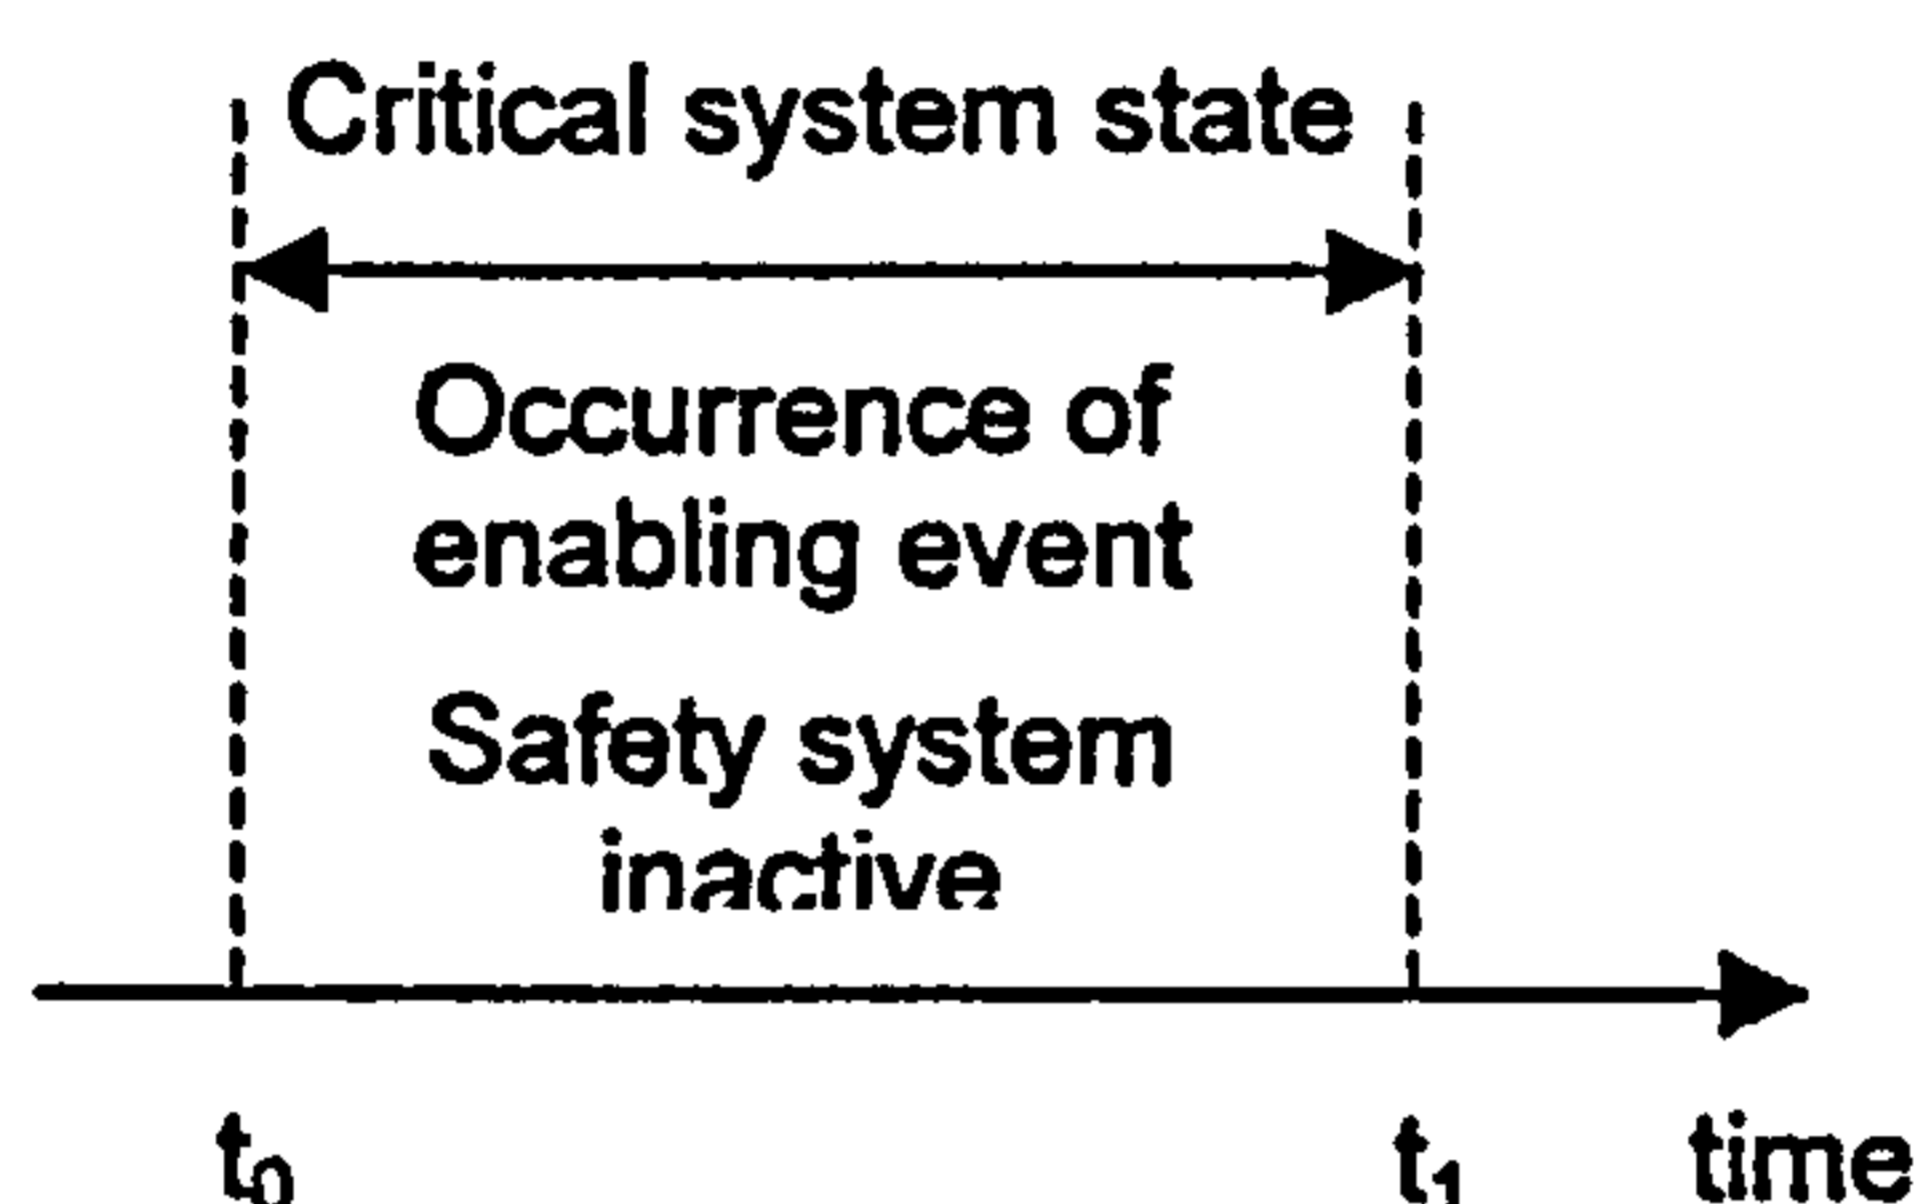 Critical system state
Occurrence of
enabling event
Safety system
inactive
t₀ t₁ time